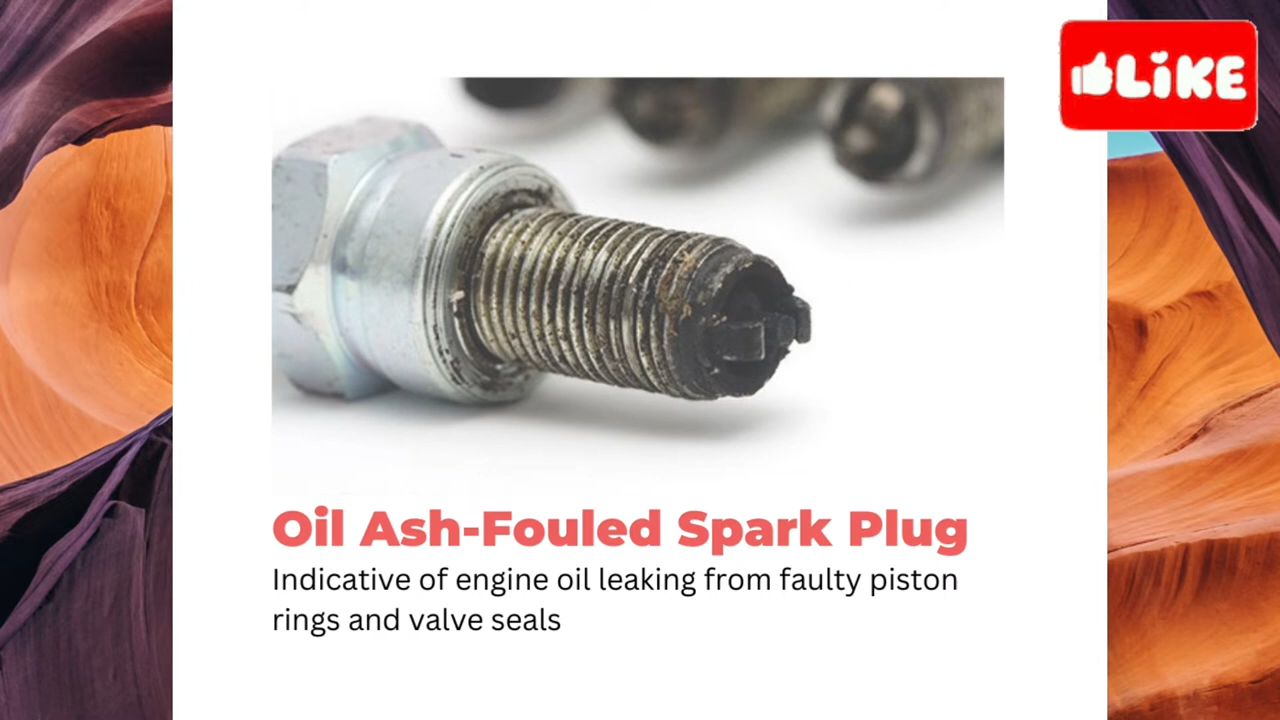 LiKE
Oil Ash-Fouled Spark Plug
Indicative of engine oil leaking from faulty piston
rings and valve seals